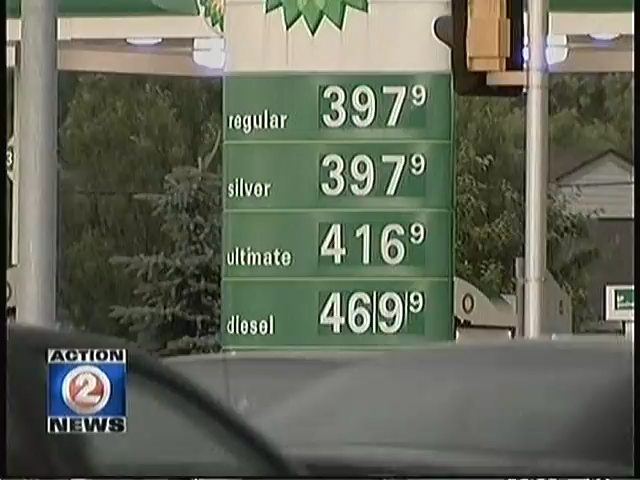 regular 397 9
silver 397 9
ultimate 416 9
diesel 469 9
ACTION
2
NEWS